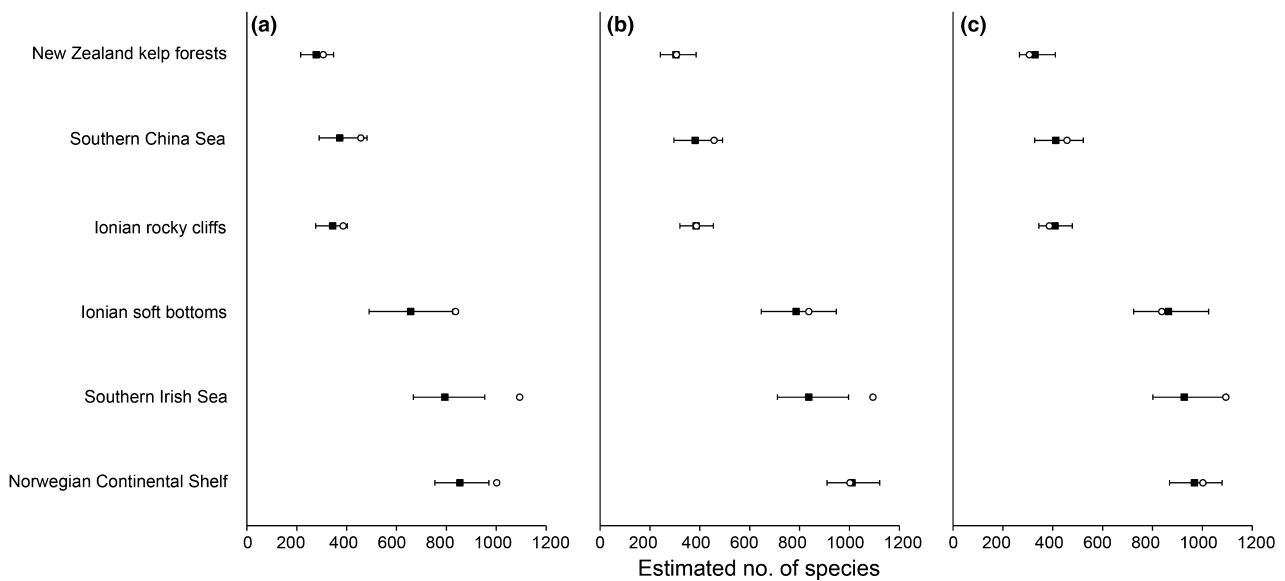 (a) (b) (c)
New Zealand kelp forests
Southern China Sea
Ionian rocky cliffs
Ionian soft bottoms
Southern Irish Sea
Norwegian Continental Shelf
0 200 400 600 800 1000 1200 0 200 400 600 800 1000 1200 0 200 400 600 800 1000 1200
Estimated no. of species